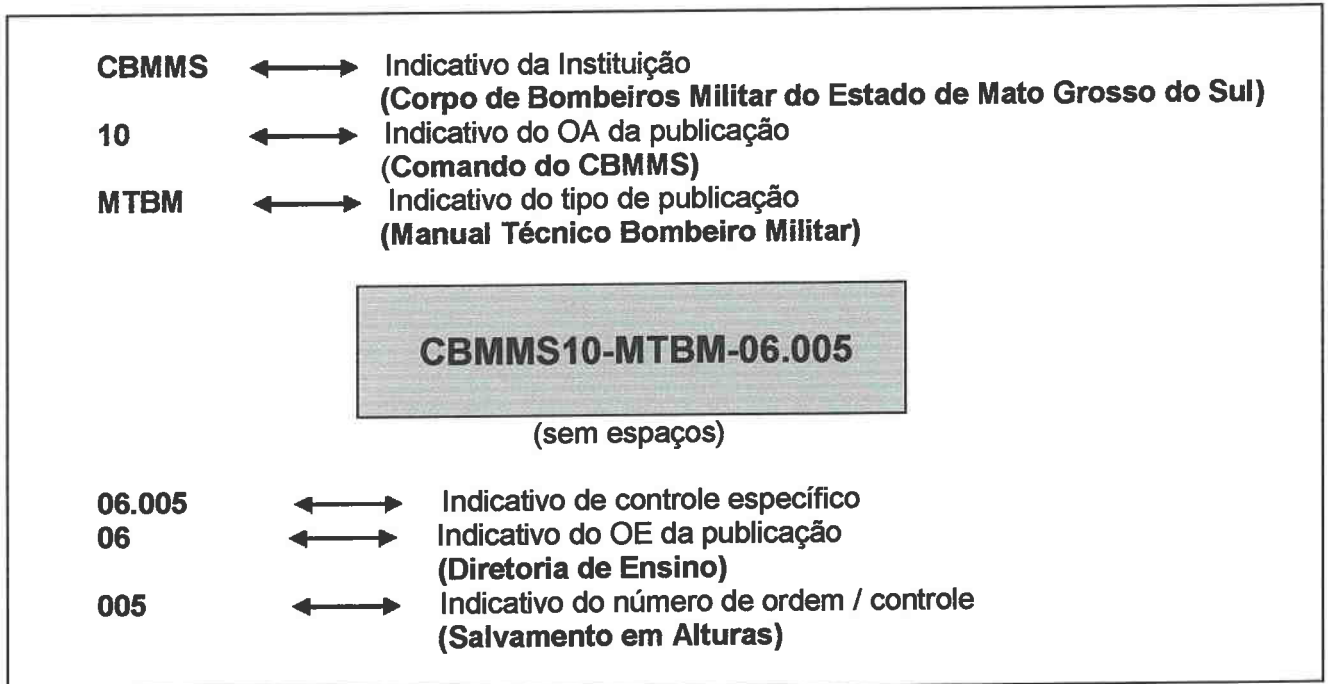 CBMMS ↔ Indicativo da Instituição
(Corpo de Bombeiros Militar do Estado de Mato Grosso do Sul)
10 ↔ Indicativo do OA da publicação
(Comando do CBMMS)
MTBM ↔ Indicativo do tipo de publicação
(Manual Técnico Bombeiro Militar)
CBMMS10-MTBM-06.005
(sem espaços)
06.005 ↔ Indicativo de controle específico
06 ↔ Indicativo do OE da publicação
(Diretoria de Ensino)
005 ↔ Indicativo do número de ordem / controle
(Salvamento em Alturas)